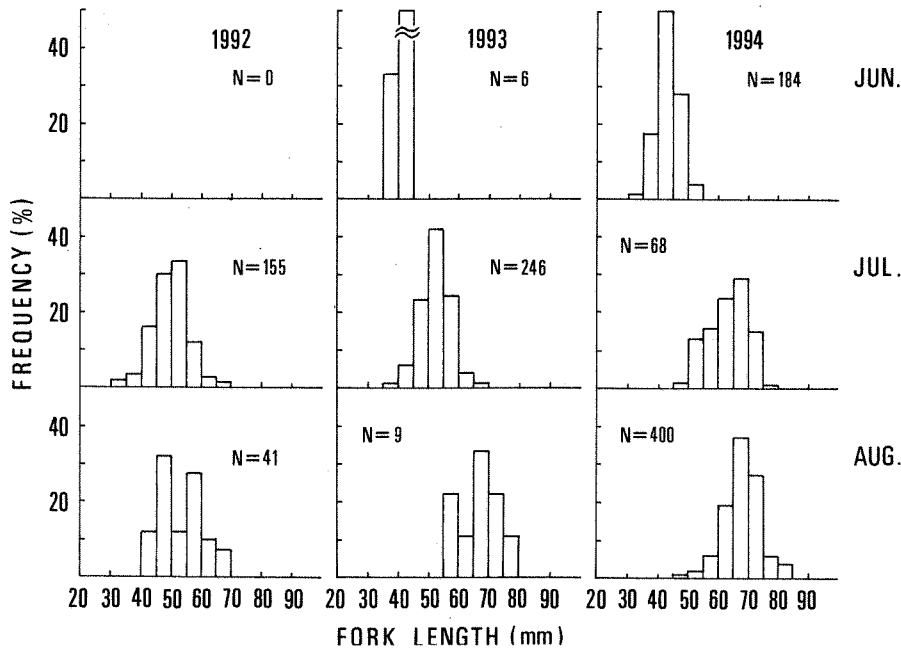 1992
1993
1994
N=0
N=6
N=184
JUN.
40
20
N=155
N=246
N=68
JUL.
40
20
N=41
N=9
N=400
AUG.
40
20
20 30 40 50 60 70 80 90
20 30 40 50 60 70 80 90
20 30 40 50 60 70 80 90
FREQUENCY (%)
FORK LENGTH (mm)